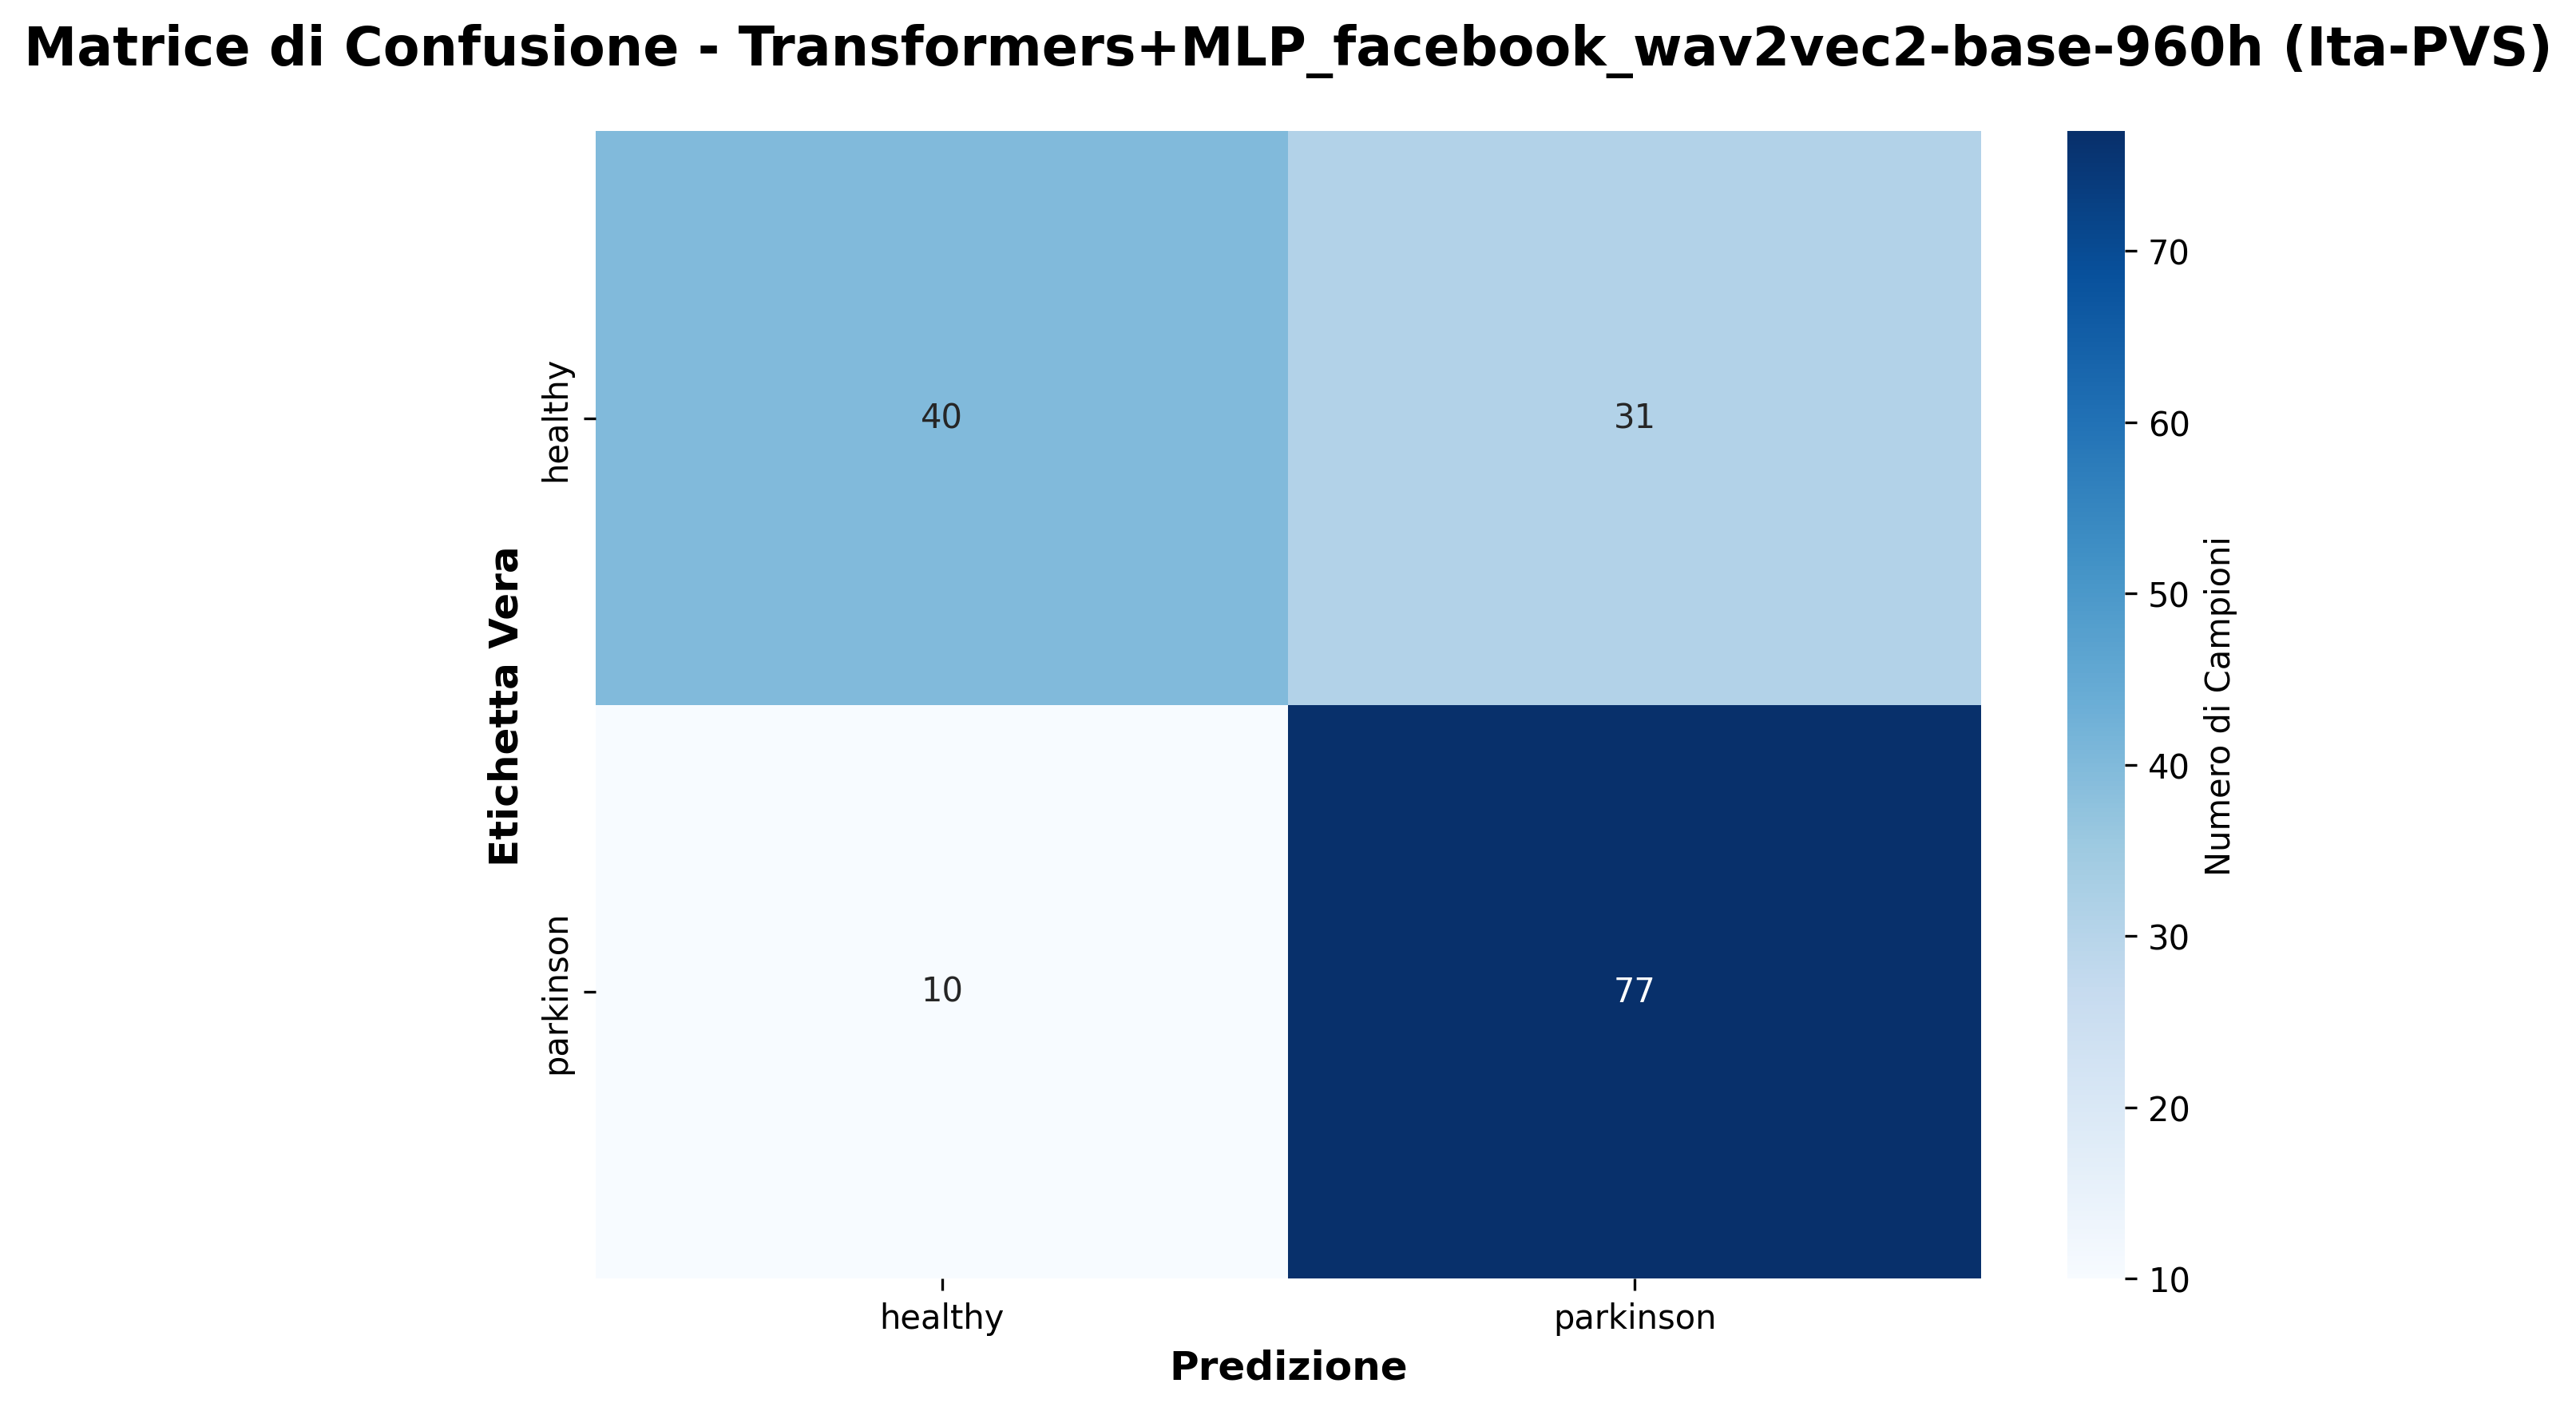 Matrice di Confusione - Transformers+MLP_facebook_wav2vec2-base-960h (Ita-PVS)
Etichetta Vera
healthy
parkinson
40
31
10
77
healthy
parkinson
Predizione
70
60
50
40
30
20
10
Numero di Campioni